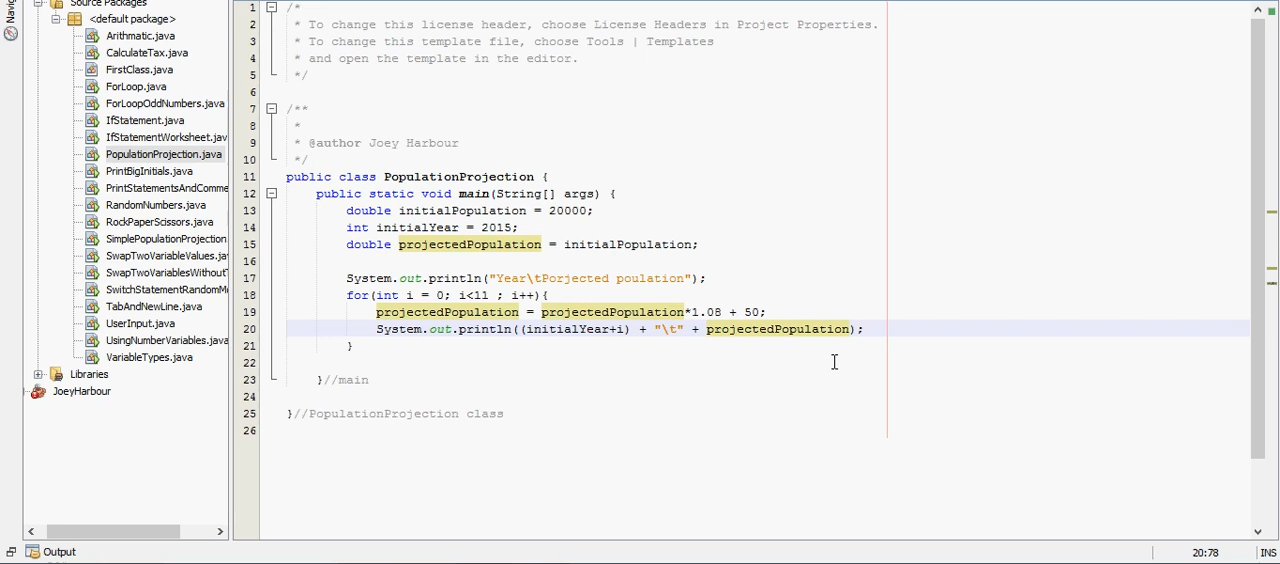 Navig
Source Packages
<default package>
Arithmatic.java
CalculateTax.java
FirstClass.java
ForLoop.java
ForLoopOddNumbers.java
IfStatement.java
IfStatementWorksheet.jav
PopulationProjection.java
PrintBigInitials.java
PrintStatementsAndComme
RandomNumbers.java
RockPaperScissors.java
SimplePopulationProjection
SwapTwoVariableValues.jav
SwapTwoVariablesWithoutT
SwitchStatementRandomM
TabAndNewLine.java
UserInput.java
UsingNumberVariables.jav
VariableTypes.java
Libraries
JoeyHarbour
1 /*
2 * To change this license header, choose License Headers in Project Properties.
3 * To change this template file, choose Tools | Templates
4 * and open the template in the editor.
5 */
6
7 /**
8 *
9 * @author Joey Harbour
10 */
11 public class PopulationProjection {
12 public static void main(String[] args) {
13 double initialPopulation = 20000;
14 int initialYear = 2015;
15 double projectedPopulation = initialPopulation;
16
17 System.out.println("Year\tPorjected poulation");
18 for(int i = 0; i<11 ; i++){
19 projectedPopulation = projectedPopulation*1.08 + 50;
20 System.out.println((initialYear+i) + "\t" + projectedPopulation);
21 }
22
23 }//main
24
25 }//PopulationProjection class
26
Output
20:78
INS